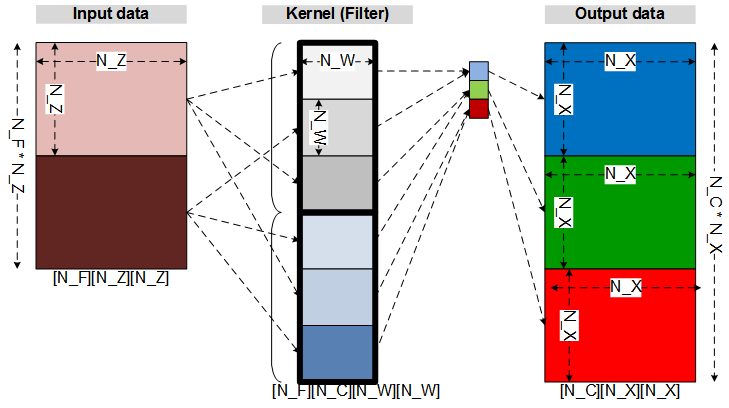 Input data
Kernel (Filter)
Output data
N_Z
N_Z
N_F * N_Z
[N_F][N_Z][N_Z]
N_W
N_W
[N_F][N_C][N_W][N_W]
N_X
N_X
N_X
N_X
N_X
N_X
N_C * N_X
[N_C][N_X][N_X]